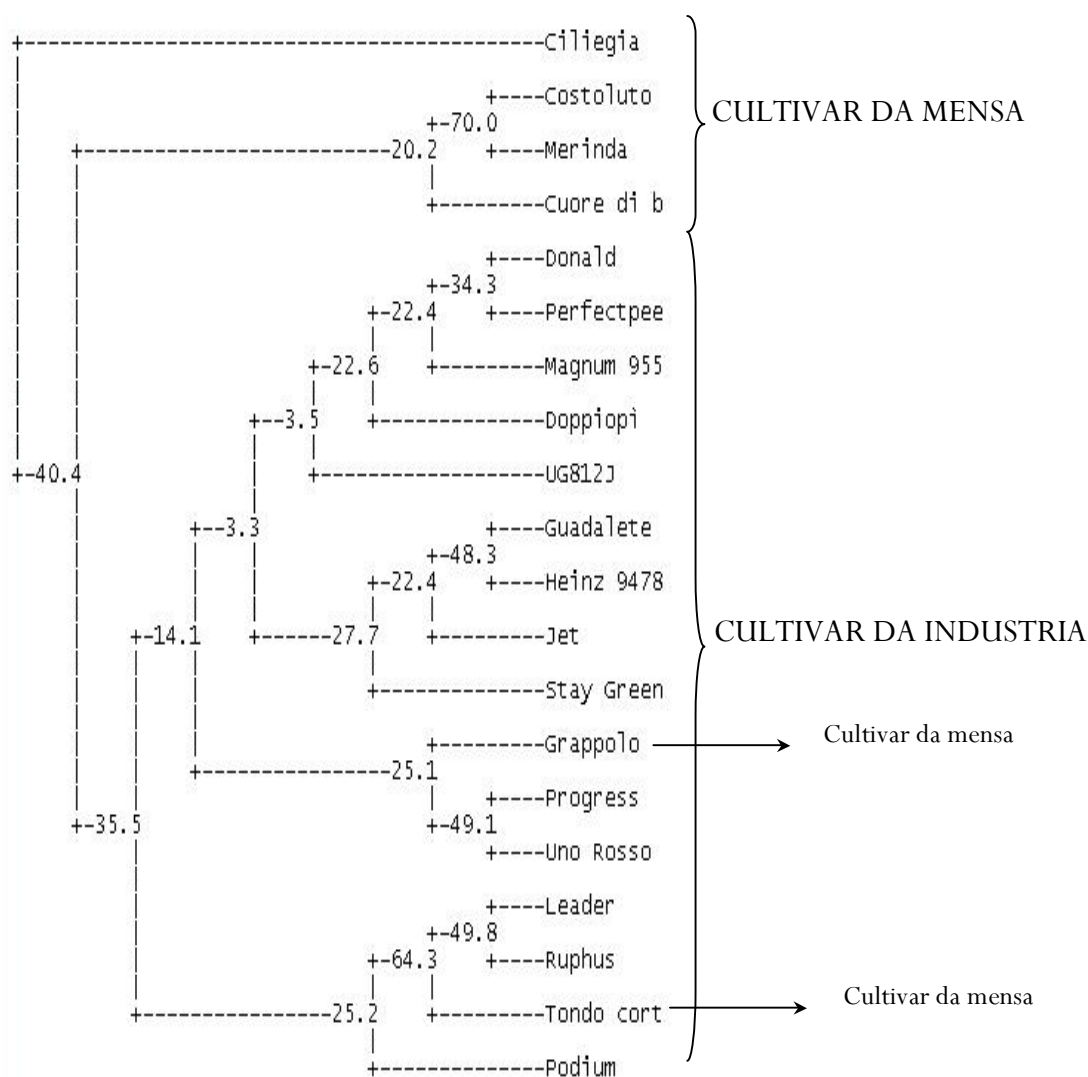 +---------------------------------------------Ciliegia
+----Costoluto
+-70.0
CULTIVAR DA MENSA
+---------------------------20.2 +----Merinda
+---------Cuore di b
+----Donald
+-34.3
+-22.4 +----Perfectpee
+-22.6 +---------Magnum 955
+--3.5 +--------------Doppiopì
+-40.4 +-------------------UG812J
+--3.3 +----Guadalete
+-48.3
+-22.4 +----Heinz 9478
+-14.1 +------27.7 +---------Jet
CULTIVAR DA INDUSTRIA
+--------------Stay Green
+---------Grappolo
Cultivar da mensa
+----------------25.1
+----Progress
+-35.5 +-49.1
+----Uno Rosso
+----Leader
+-49.8
+-64.3 +----Ruphus
+----------------25.2 +---------Tondo cort
Cultivar da mensa
+--------------Podium